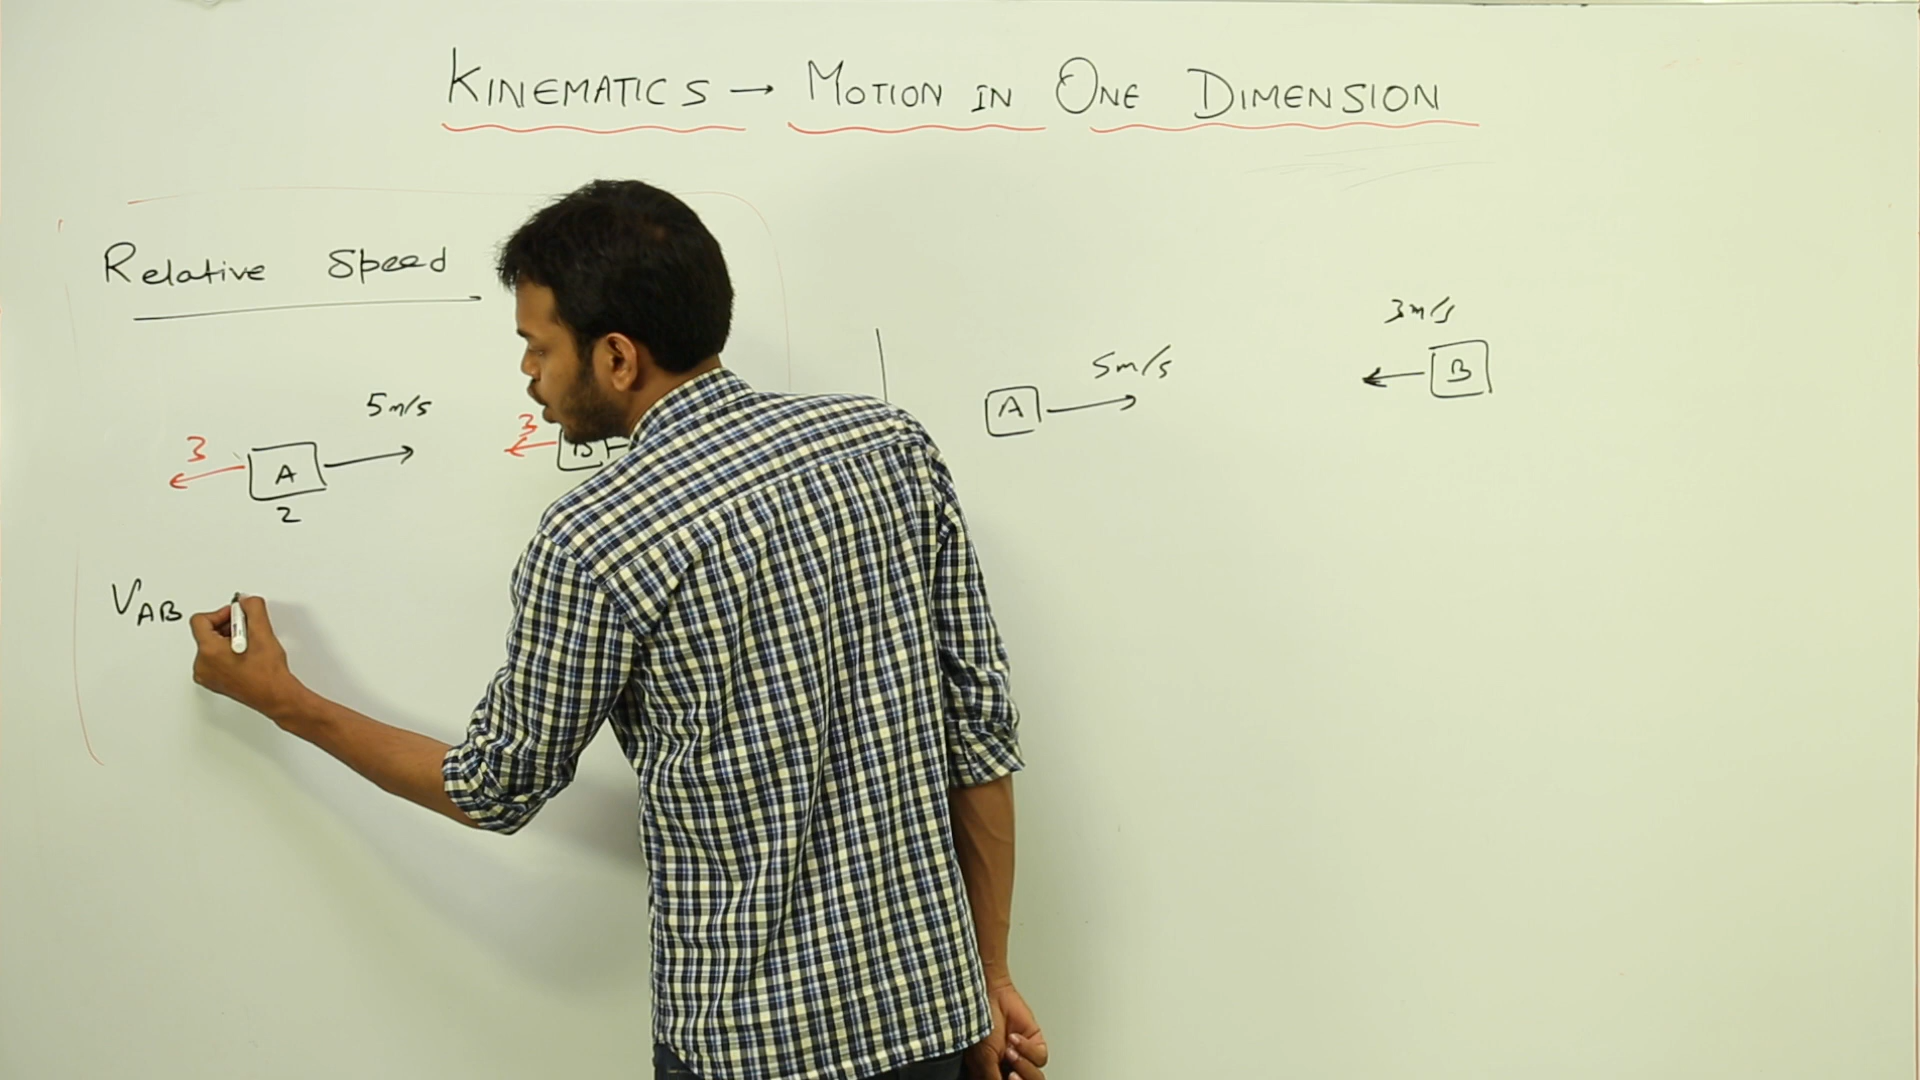 KINEMATICS → MOTION IN ONE DIMENSION
Relative Speed
5m/s
3
A
2
3
B
V_AB
5m/s
A
3m/s
B